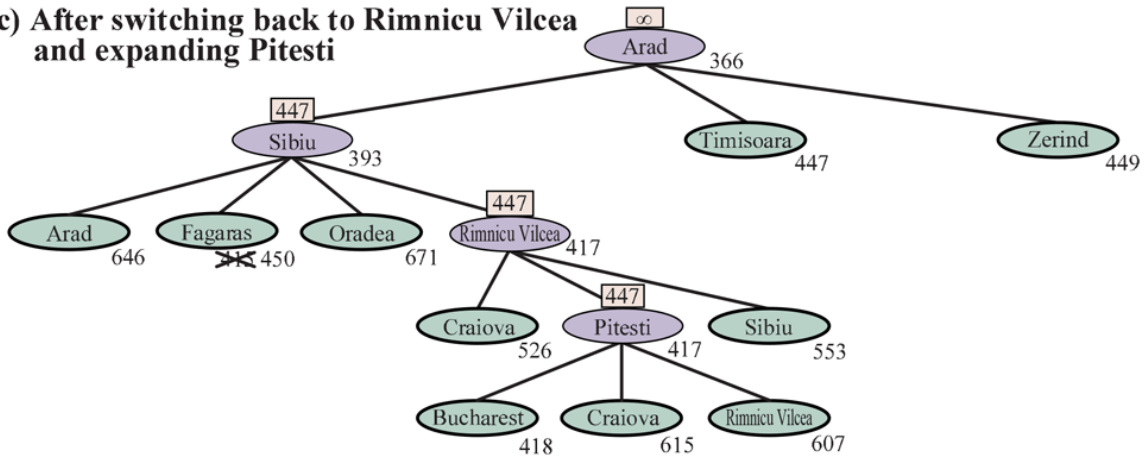 c) After switching back to Rimnicu Vilcea
and expanding Pitesti
∞
Arad
366
447
Sibiu
393
Timisoara
447
Zerind
449
Arad
646
Fagaras
415 450
Oradea
671
447
Rimnicu Vilcea
417
Craiova
526
447
Pitesti
417
Sibiu
553
Bucharest
418
Craiova
615
Rimnicu Vilcea
607